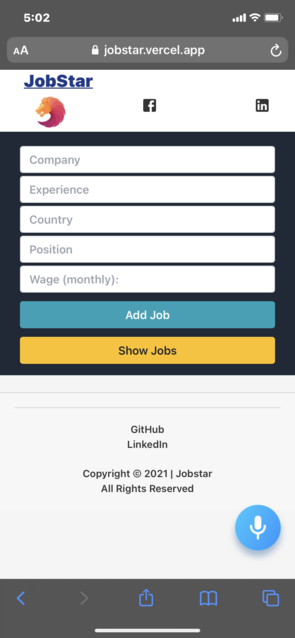 5:02
AA jobstar.vercel.app
JobStar
Company
Experience
Country
Position
Wage (monthly):
Add Job
Show Jobs
GitHub
LinkedIn
Copyright © 2021 | Jobstar
All Rights Reserved